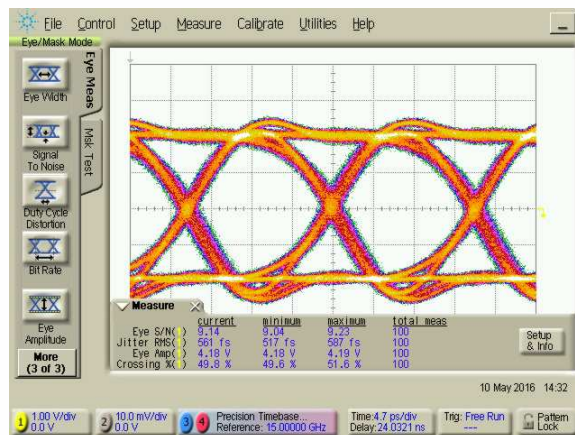 File Control Setup Measure Calibrate Utilities Help
Eye/Mask Mode
Eye Meas
Msk Test
Eye Width
Signal
To Noise
Duty Cycle
Distortion
Bit Rate
Eye
Amplitude
More
(3 of 3)
Measure
current minimum maximum total meas
Eye S/N(1) 9.14 9.04 9.23 100
Jitter RMS(1) 561 fs 517 fs 587 fs 100
Eye Amp(1) 4.18 V 4.18 V 4.19 V 100
Crossing %(1) 49.8 % 49.6 % 51.6 % 100
Setup
& Info
10 May 2016 14:32
1 1.00 V/div
0.0 V
2 10.0 mV/div
0.0 V
3 4 Precision Timebase...
Reference: 15.00000 GHz
Time:4.7 ps/div
Delay:24.0321 ns
Trig: Free Run
---
Pattern
Lock